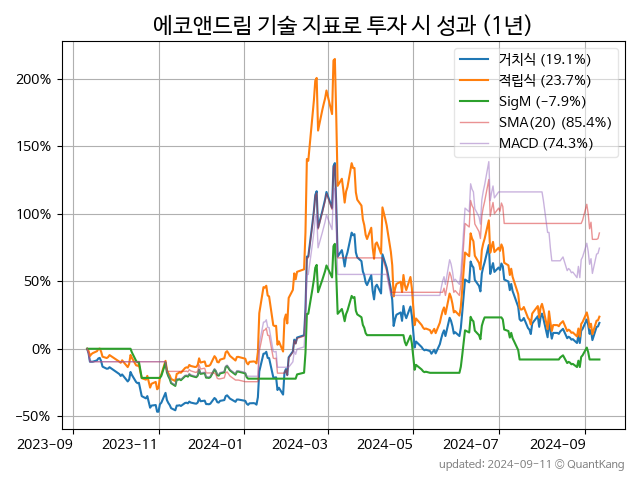 에코앤드림 기술 지표로 투자 시 성과 (1년)
거치식 (19.1%)
적립식 (23.7%)
SigM (−7.9%)
SMA(20) (85.4%)
MACD (74.3%)
200%
150%
100%
50%
0%
−50%
2023−09 2023−11 2024−01 2024−03 2024−05 2024−07 2024−09
updated: 2024−09−11 © QuantKang